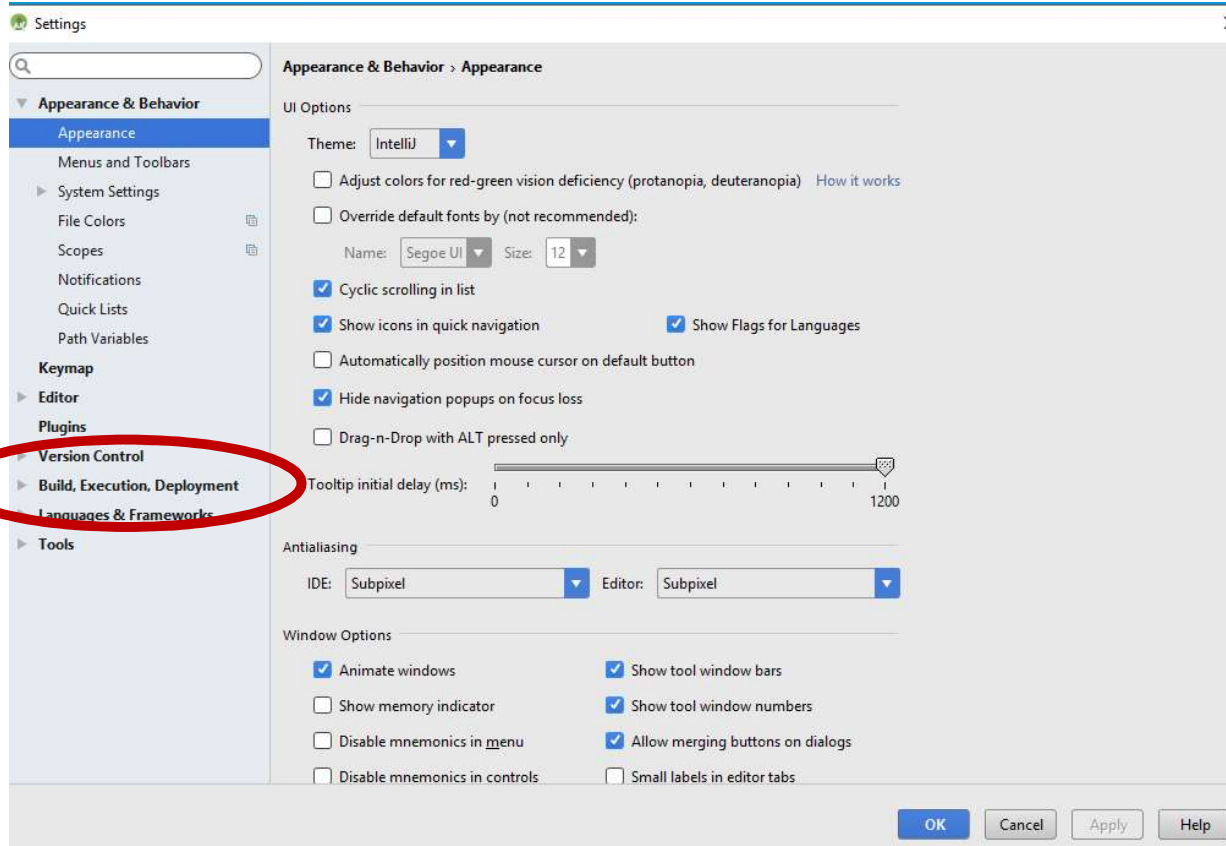 Settings
Appearance & Behavior
Appearance
Menus and Toolbars
System Settings
File Colors
Scopes
Notifications
Quick Lists
Path Variables
Keymap
Editor
Plugins
Version Control
Build, Execution, Deployment
Languages & Frameworks
Tools
Appearance & Behavior › Appearance
UI Options
Theme: IntelliJ
Adjust colors for red-green vision deficiency (protanopia, deuteranopia) How it works
Override default fonts by (not recommended):
Name: Segoe UI Size: 12
Cyclic scrolling in list
Show icons in quick navigation Show Flags for Languages
Automatically position mouse cursor on default button
Hide navigation popups on focus loss
Drag-n-Drop with ALT pressed only
Tooltip initial delay (ms):
0 1200
Antialiasing
IDE: Subpixel Editor: Subpixel
Window Options
Animate windows Show tool window bars
Show memory indicator Show tool window numbers
Disable mnemonics in menu Allow merging buttons on dialogs
Disable mnemonics in controls Small labels in editor tabs
OK Cancel Apply Help